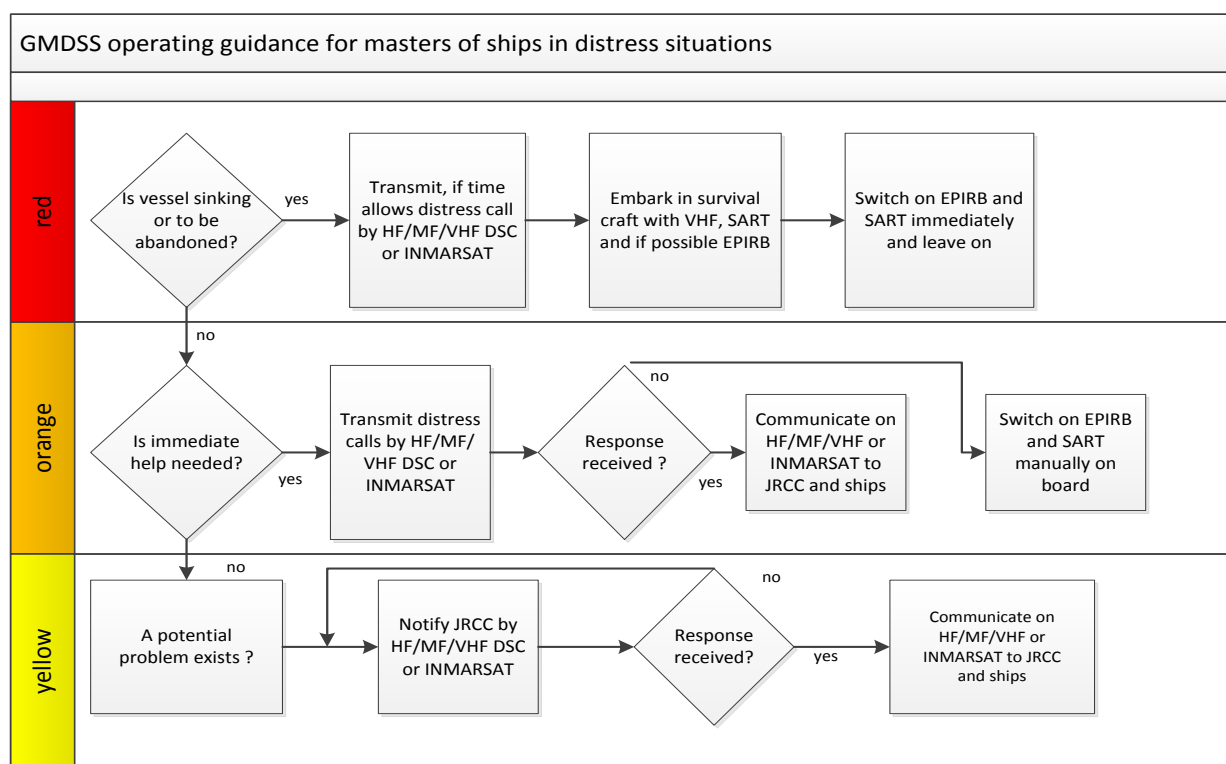 GMDSS operating guidance for masters of ships in distress situations
red
Is vessel sinking
or to be
abandoned?
yes
Transmit, if time
allows distress call
by HF/MF/VHF DSC
or INMARSAT
Embark in survival
craft with VHF, SART
and if possible EPIRB
Switch on EPIRB and
SART immediately
and leave on
no
orange
Is immediate
help needed?
yes
Transmit distress
calls by HF/MF/
VHF DSC or
INMARSAT
Response
received ?
no
yes
Communicate on
HF/MF/VHF or
INMARSAT to
JRCC and ships
Switch on EPIRB
and SART
manually on
board
no
yellow
A potential
problem exists ?
Notify JRCC by
HF/MF/VHF DSC
or INMARSAT
Response
received?
no
yes
Communicate on
HF/MF/VHF or
INMARSAT to JRCC
and ships